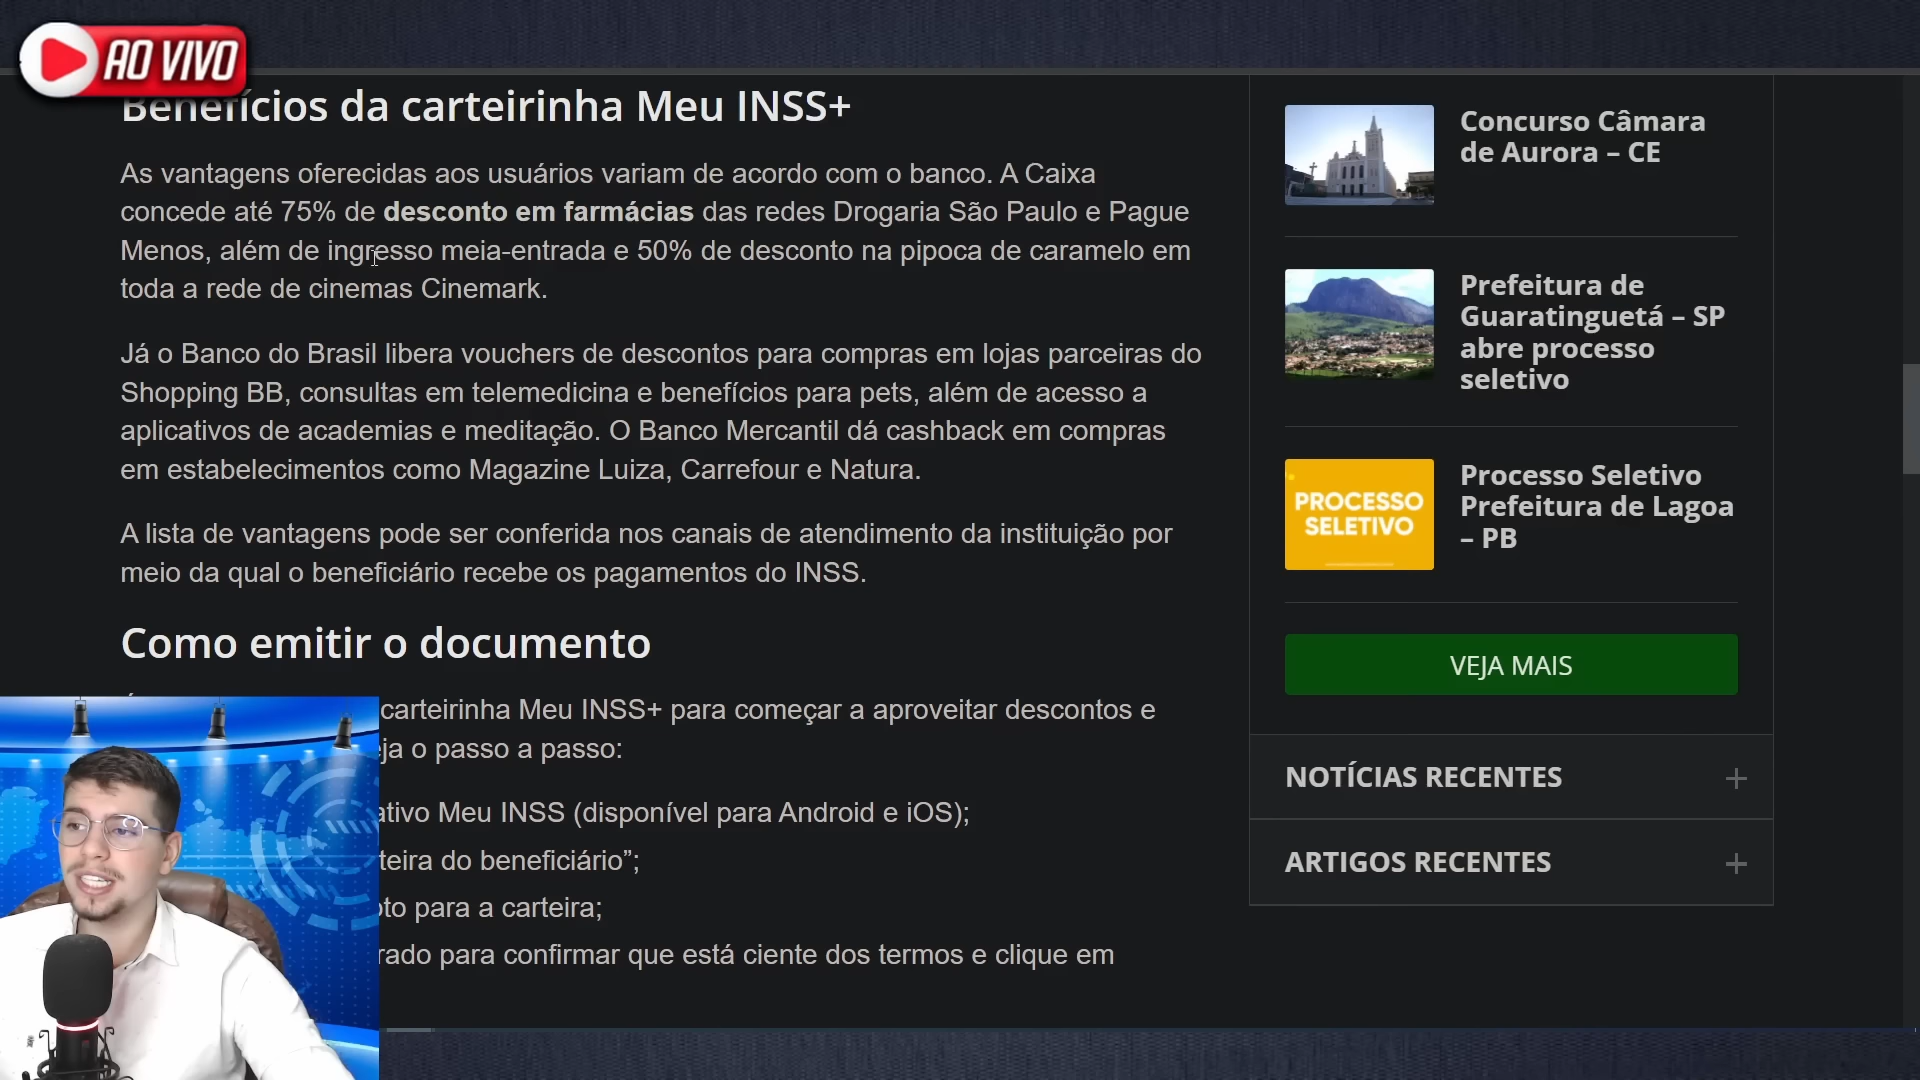 AO VIVO
Benefícios da carteirinha Meu INSS+
As vantagens oferecidas aos usuários variam de acordo com o banco. A Caixa
concede até 75% de desconto em farmácias das redes Drogaria São Paulo e Pague
Menos, além de ingresso meia-entrada e 50% de desconto na pipoca de caramelo em
toda a rede de cinemas Cinemark.
Já o Banco do Brasil libera vouchers de descontos para compras em lojas parceiras do
Shopping BB, consultas em telemedicina e benefícios para pets, além de acesso a
aplicativos de academias e meditação. O Banco Mercantil dá cashback em compras
em estabelecimentos como Magazine Luiza, Carrefour e Natura.
A lista de vantagens pode ser conferida nos canais de atendimento da instituição por
meio da qual o beneficiário recebe os pagamentos do INSS.
Como emitir o documento
carteirinha Meu INSS+ para começar a aproveitar descontos e
o passo a passo:
Meu INSS (disponível para Android e iOS);
do beneficiário”;
para a carteira;
para confirmar que está ciente dos termos e clique em
Concurso Câmara
de Aurora – CE
Prefeitura de
Guaratinguetá – SP
abre processo
seletivo
PROCESSO
SELETIVO
Processo Seletivo
Prefeitura de Lagoa
– PB
VEJA MAIS
NOTÍCIAS RECENTES +
ARTIGOS RECENTES +